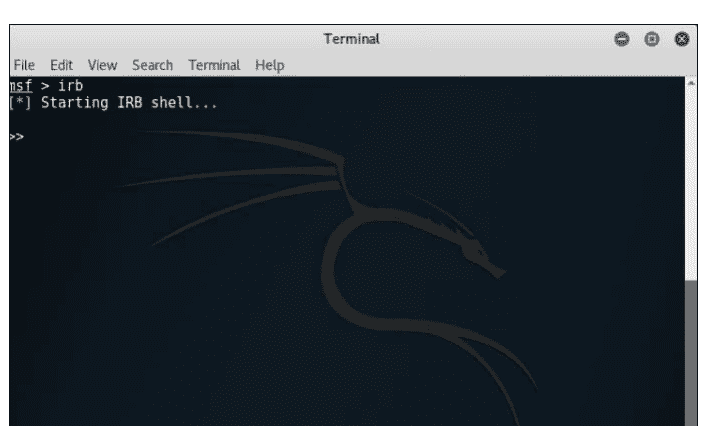 Terminal
File Edit View Search Terminal Help
msf > irb
[*] Starting IRB shell...
>>